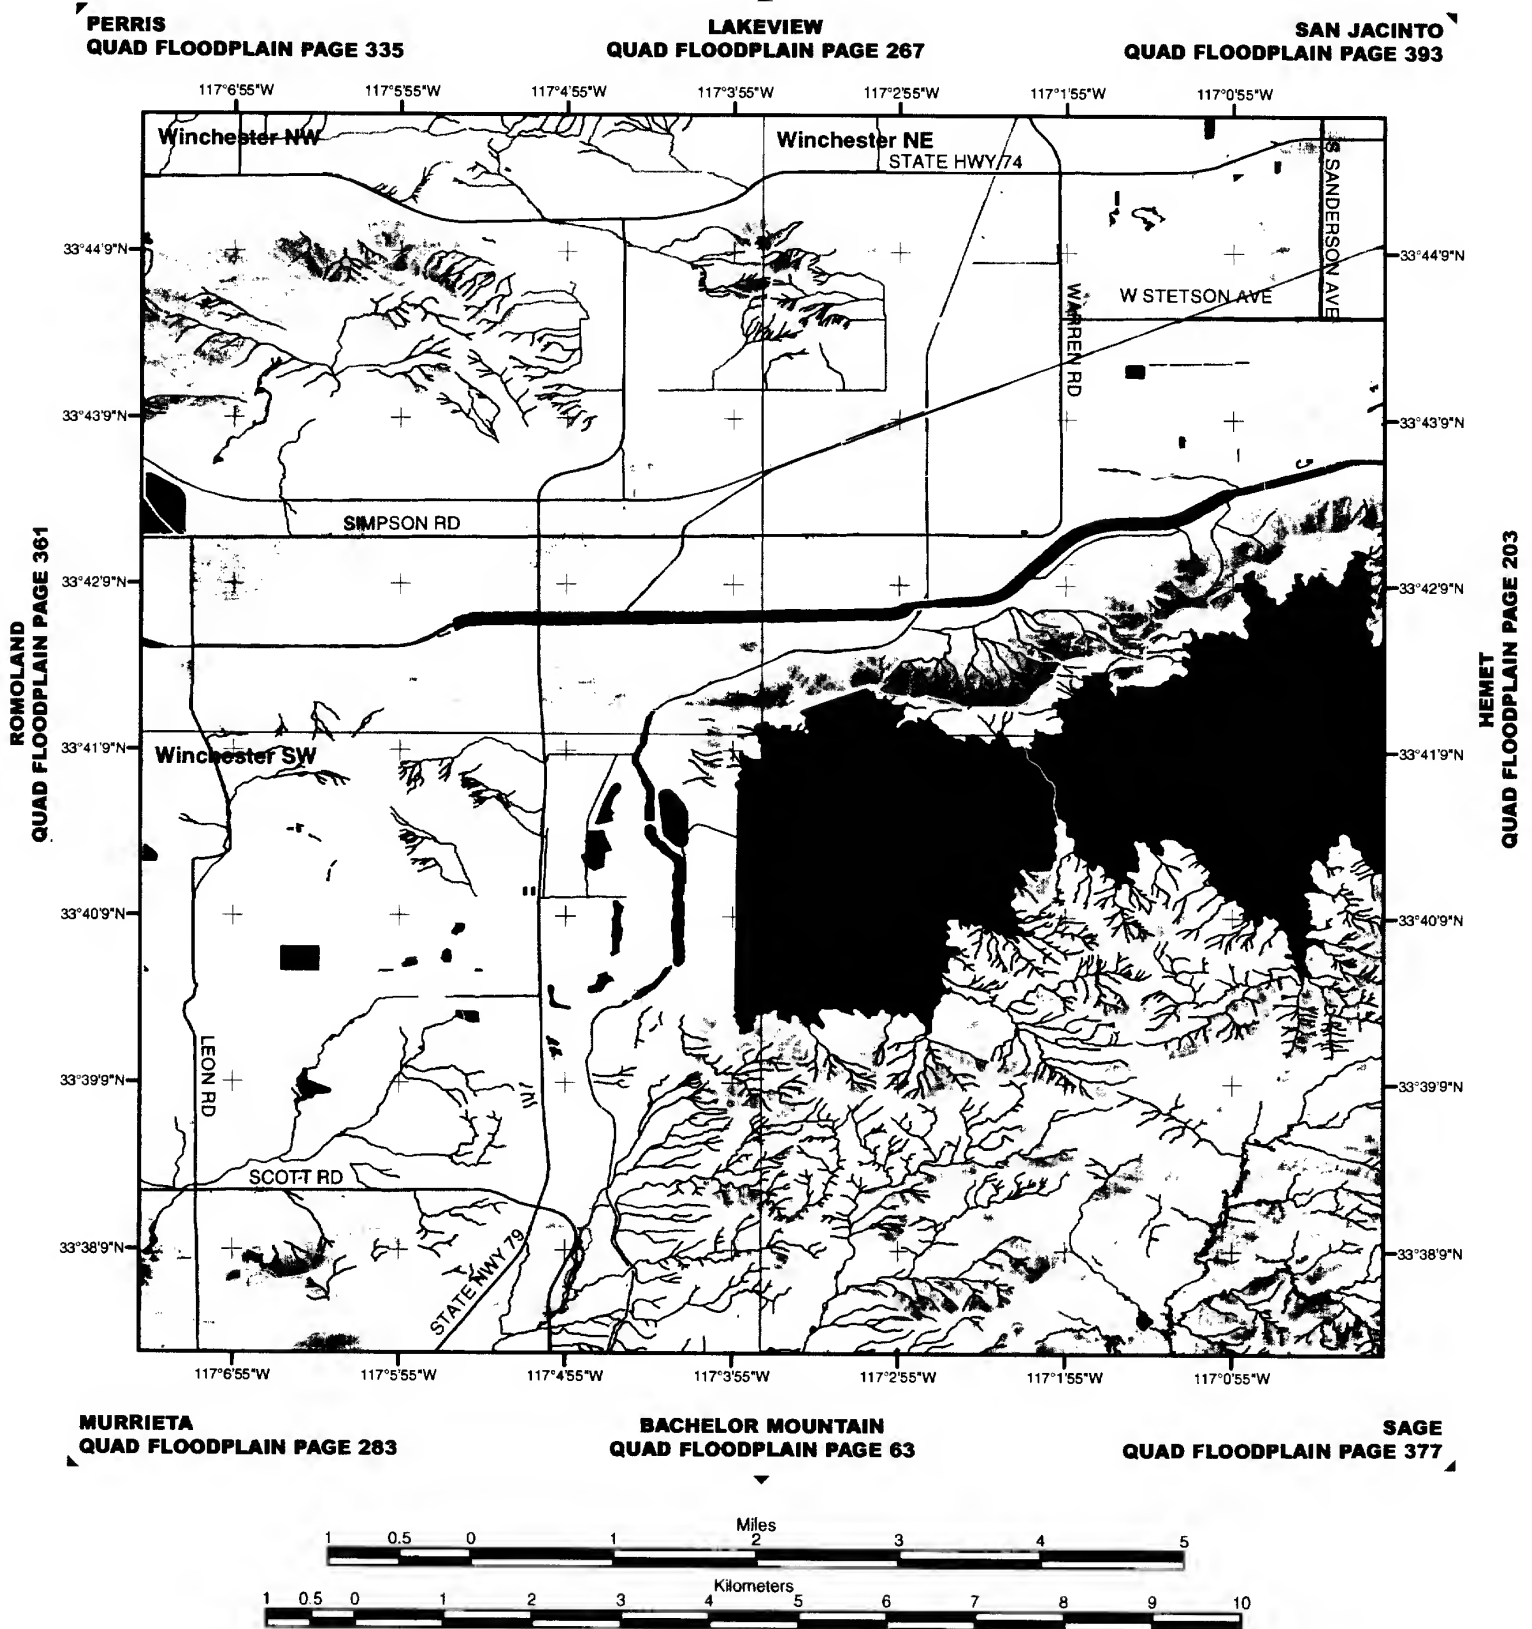 PERRIS
QUAD FLOODPLAIN PAGE 335
LAKEVIEW
QUAD FLOODPLAIN PAGE 267
SAN JACINTO
QUAD FLOODPLAIN PAGE 393
117°6'55"W 117°5'55"W 117°4'55"W 117°3'55"W 117°2'55"W 117°1'55"W 117°0'55"W
Winchester NW
Winchester NE
STATE HWY 74
S SANDERSON AVE
33°44'9"N
33°44'9"N
W STETSON AVE
WARREN RD
33°43'9"N
33°43'9"N
SIMPSON RD
33°42'9"N
33°42'9"N
ROMOLAND
QUAD FLOODPLAIN PAGE 361
HEMET
QUAD FLOODPLAIN PAGE 203
33°41'9"N
33°41'9"N
Winchester SW
33°40'9"N
33°40'9"N
LEON RD
33°39'9"N
33°39'9"N
SCOTT RD
33°38'9"N
33°38'9"N
STATE HWY 79
117°6'55"W 117°5'55"W 117°4'55"W 117°3'55"W 117°2'55"W 117°1'55"W 117°0'55"W
MURRIETA
QUAD FLOODPLAIN PAGE 283
BACHELOR MOUNTAIN
QUAD FLOODPLAIN PAGE 63
SAGE
QUAD FLOODPLAIN PAGE 377
Miles
1 0.5 0 1 2 3 4 5
Kilometers
1 0.5 0 1 2 3 4 5 6 7 8 9 10